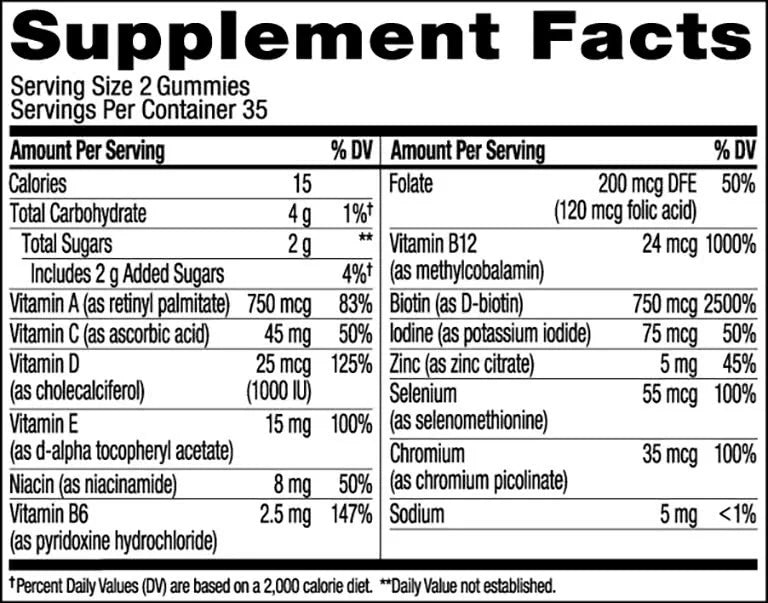 Supplement Facts
Serving Size 2 Gummies
Servings Per Container 35
Amount Per Serving % DV
Calories 15
Total Carbohydrate 4 g 1%†
Total Sugars 2 g **
Includes 2 g Added Sugars 4%†
Vitamin A (as retinyl palmitate) 750 mcg 83%
Vitamin C (as ascorbic acid) 45 mg 50%
Vitamin D 25 mcg 125%
(as cholecalciferol) (1000 IU)
Vitamin E 15 mg 100%
(as d-alpha tocopheryl acetate)
Niacin (as niacinamide) 8 mg 50%
Vitamin B6 2.5 mg 147%
(as pyridoxine hydrochloride)
Amount Per Serving % DV
Folate 200 mcg DFE 50%
(120 mcg folic acid)
Vitamin B12 24 mcg 1000%
(as methylcobalamin)
Biotin (as D-biotin) 750 mcg 2500%
Iodine (as potassium iodide) 75 mcg 50%
Zinc (as zinc citrate) 5 mg 45%
Selenium 55 mcg 100%
(as selenomethionine)
Chromium 35 mcg 100%
(as chromium picolinate)
Sodium 5 mg <1%
†Percent Daily Values (DV) are based on a 2,000 calorie diet. **Daily Value not established.